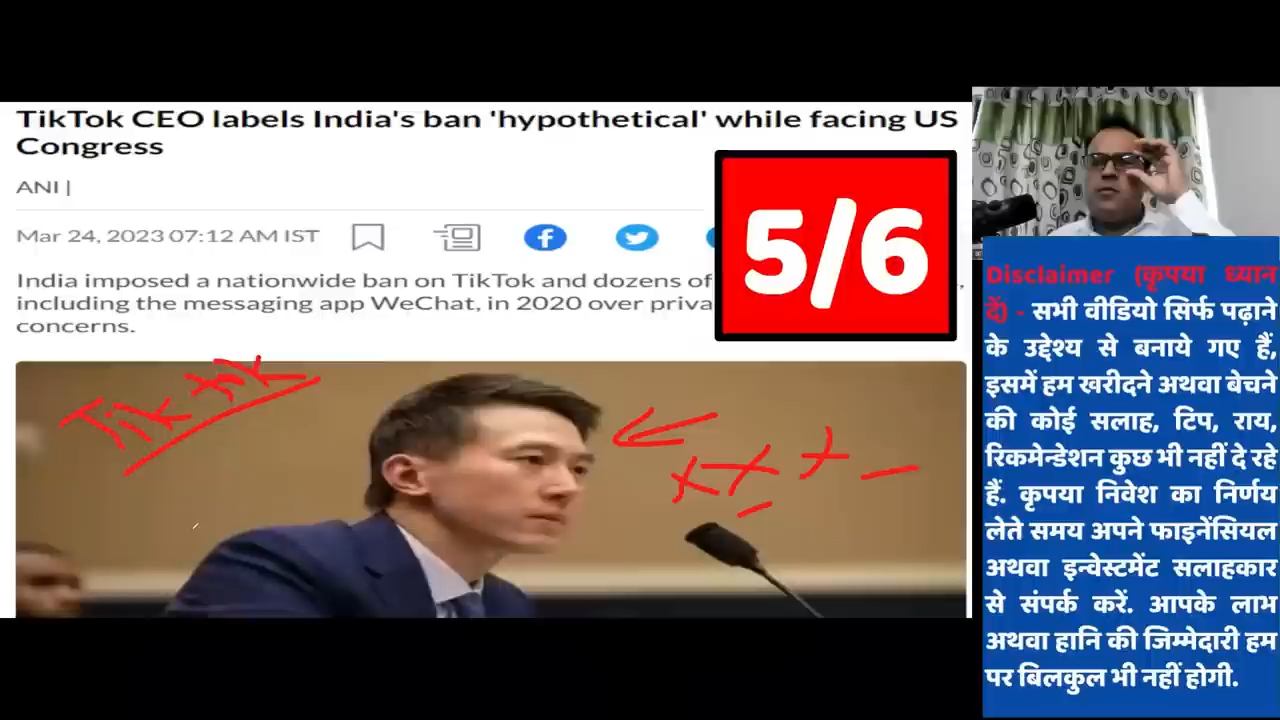 TikTok CEO labels India's ban 'hypothetical' while facing US
Congress
ANI |
Mar 24, 2023 07:12 AM IST
India imposed a nationwide ban on TikTok and dozens of
including the messaging app WeChat, in 2020 over priva
concerns.
5/6
Tik
Disclaimer (कृपया ध्यान
दें) - सभी वीडियो सिर्फ पढ़ाने
के उद्देश्य से बनाये गए हैं,
इसमें हम खरीदने अथवा बेचने
की कोई सलाह, टिप, राय,
रिकमेन्डेशन कुछ भी नहीं दे रहे
हैं. कृपया निवेश का निर्णय
लेते समय अपने फाइनेंसियल
अथवा इन्वेस्टमेंट सलाहकार
से संपर्क करें. आपके लाभ
अथवा हानि की जिम्मेदारी हम
पर बिलकुल भी नहीं होगी.